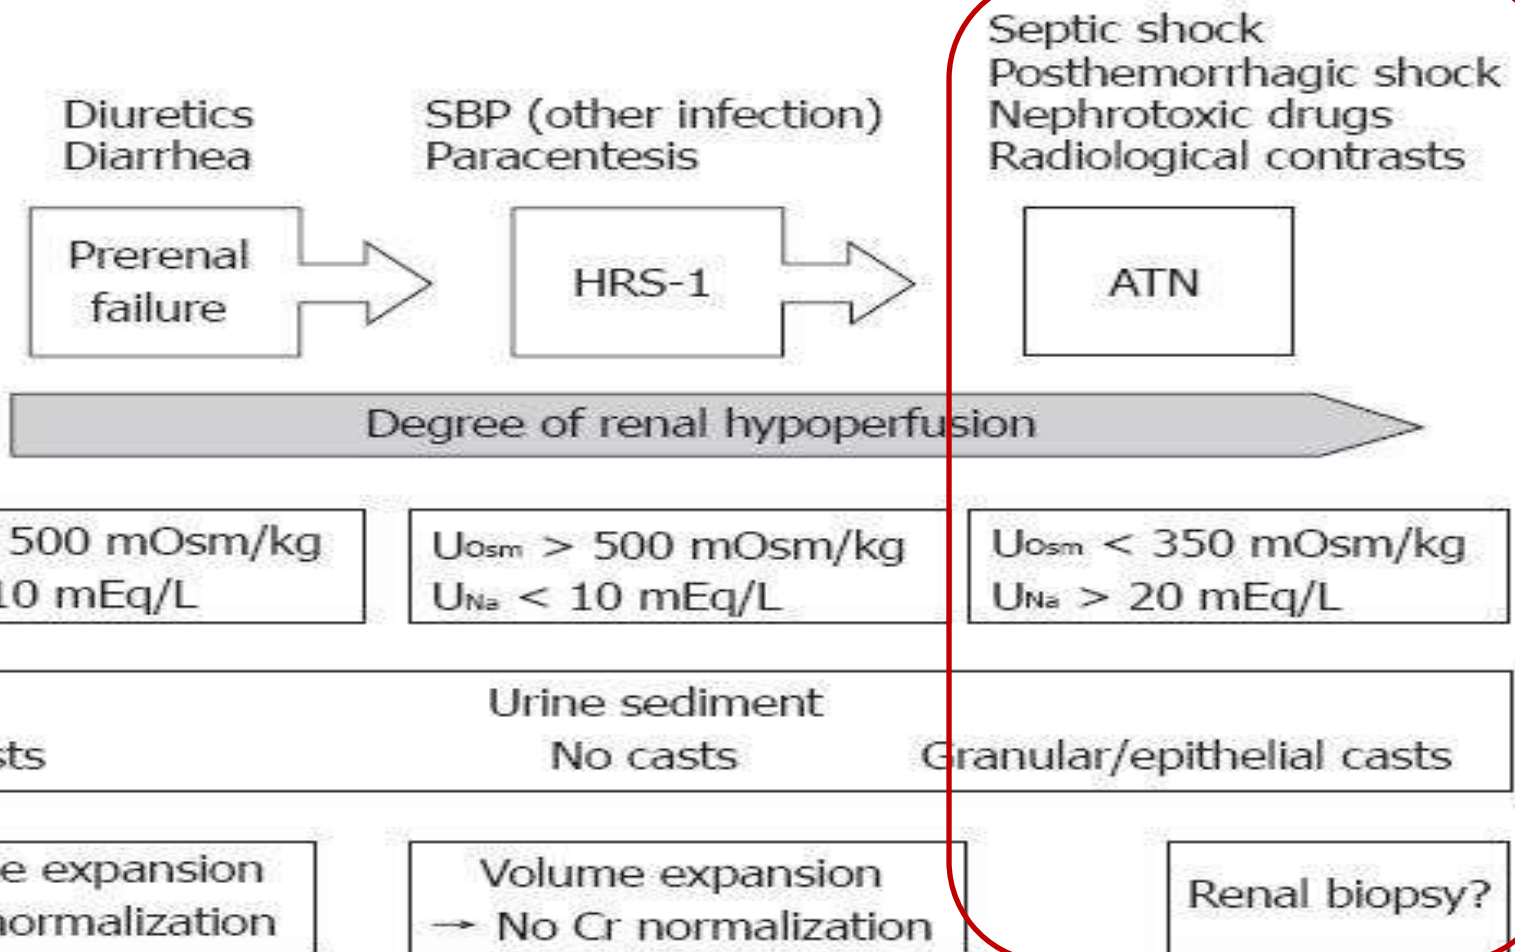 Diuretics
Diarrhea
SBP (other infection)
Paracentesis
Septic shock
Posthemorrhagic shock
Nephrotoxic drugs
Radiological contrasts
Prerenal
failure
HRS-1
ATN
Degree of renal hypoperfusion
500 mOsm/kg
10 mEq/L
UOsm > 500 mOsm/kg
UNa < 10 mEq/L
UOsm < 350 mOsm/kg
UNa > 20 mEq/L
Urine sediment
sts
No casts
Granular/epithelial casts
e expansion
normalization
Volume expansion
→ No Cr normalization
Renal biopsy?